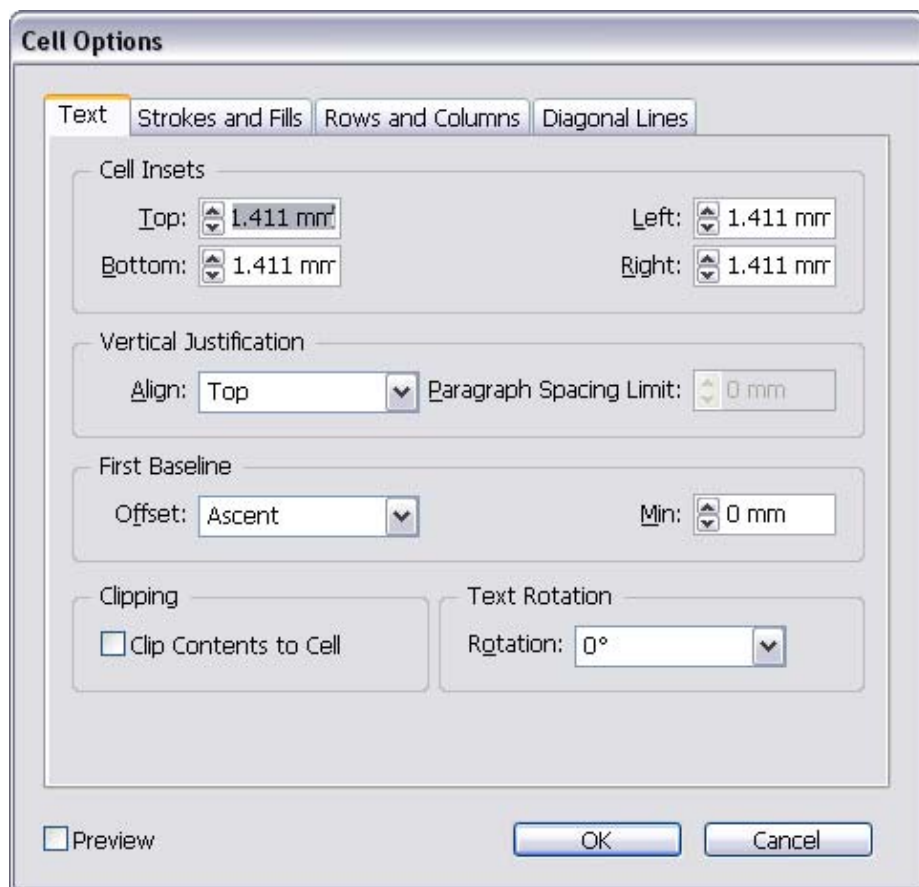 Cell Options
Text Strokes and Fills Rows and Columns Diagonal Lines
Cell Insets
Top: 1.411 mm Left: 1.411 mm
Bottom: 1.411 mm Right: 1.411 mm
Vertical Justification
Align: Top Paragraph Spacing Limit: 0 mm
First Baseline
Offset: Ascent Min: 0 mm
Clipping Text Rotation
Clip Contents to Cell Rotation: 0°
Preview OK Cancel